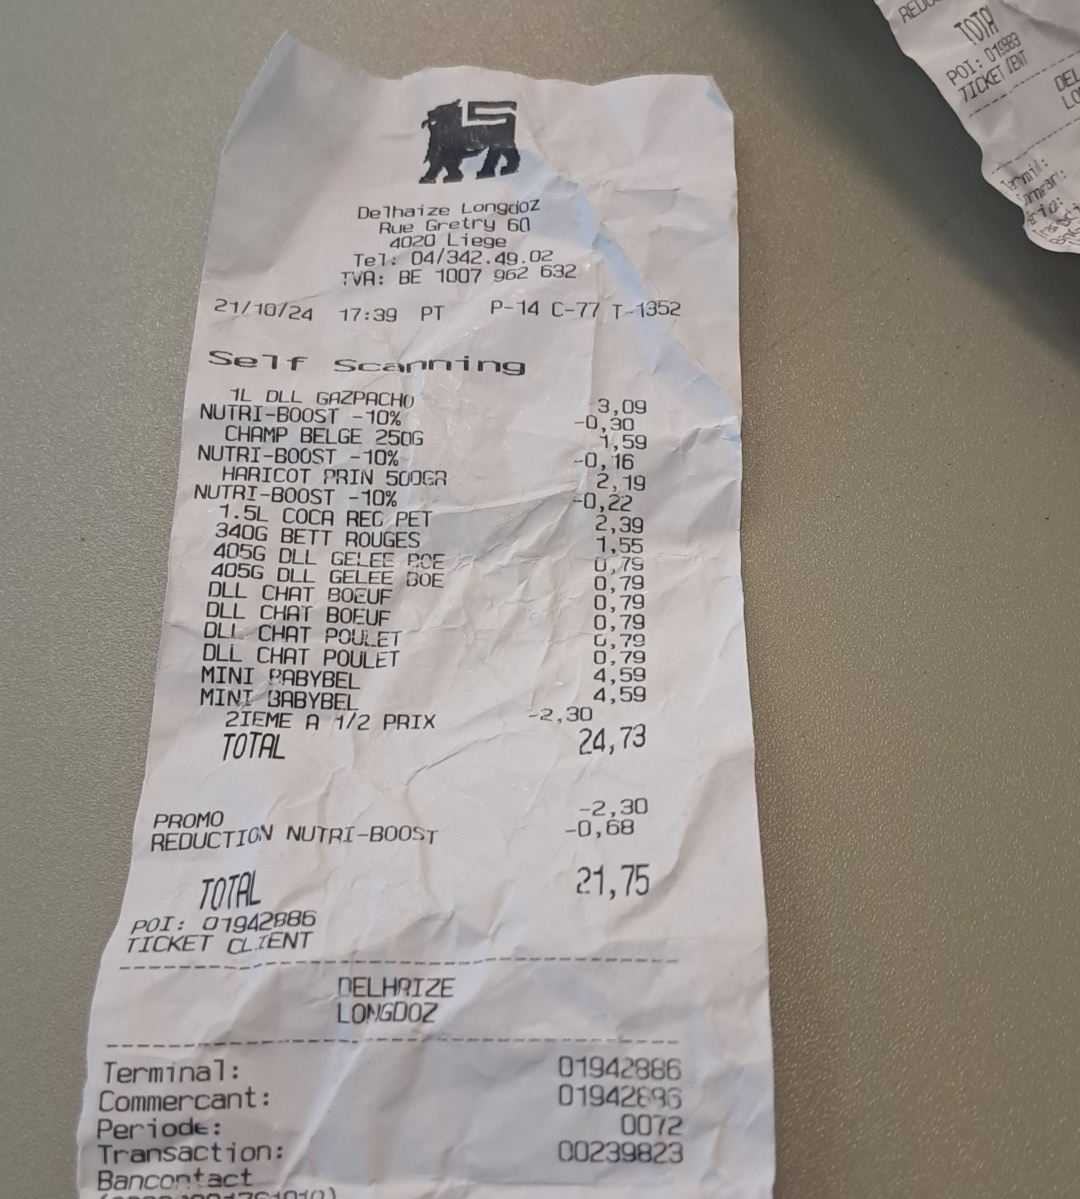 Delhaize Longdoz
Rue Gretry 60
4020 Liege
Tel: 04/342.49.02
TVA: BE 1007 962 632
21/10/24 17:39 PT P-14 C-77 T-1352
Self Scanning
1L DLL GAZPACHO 3,09
NUTRI-BOOST -10% -0,30
CHAMP BELGE 250G 1,59
NUTRI-BOOST -10% -0,16
HARICOT PRIN 500GR 2,19
NUTRI-BOOST -10% -0,22
1.5L COCA REG PET 2,39
340G BETT ROUGES 1,55
405G DLL GELEE BOE 0,79
405G DLL GELEE BOE 0,79
DLL CHAT BOEUF 0,79
DLL CHAT BOEUF 0,79
DLL CHAT POULET 0,79
DLL CHAT POULET 0,79
MINI BABYBEL 4,59
MINI BABYBEL 4,59
2IEME A 1/2 PRIX -2,30
TOTAL 24,73
PROMO -2,30
REDUCTION NUTRI-BOOST -0,68
TOTAL 21,75
POI: 01942886
TICKET CLIENT
DELHAIZE
LONGDOZ
Terminal: 01942886
Commercant: 01942886
Periode: 0072
Transaction: 00239823
Bancontact
TOTA
POI:
TICKET
DEL
LO